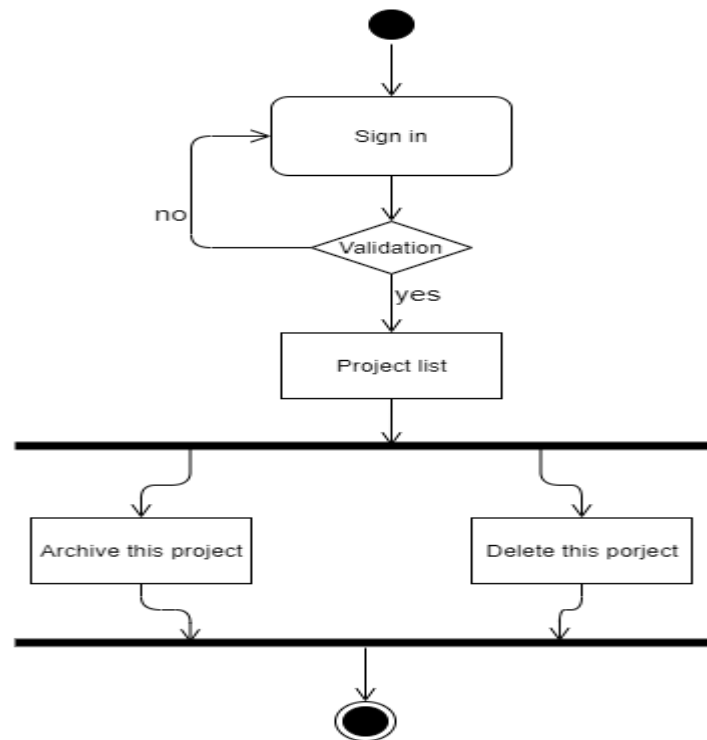 Sign in
no
Validation
yes
Project list
Archive this project
Delete this porject